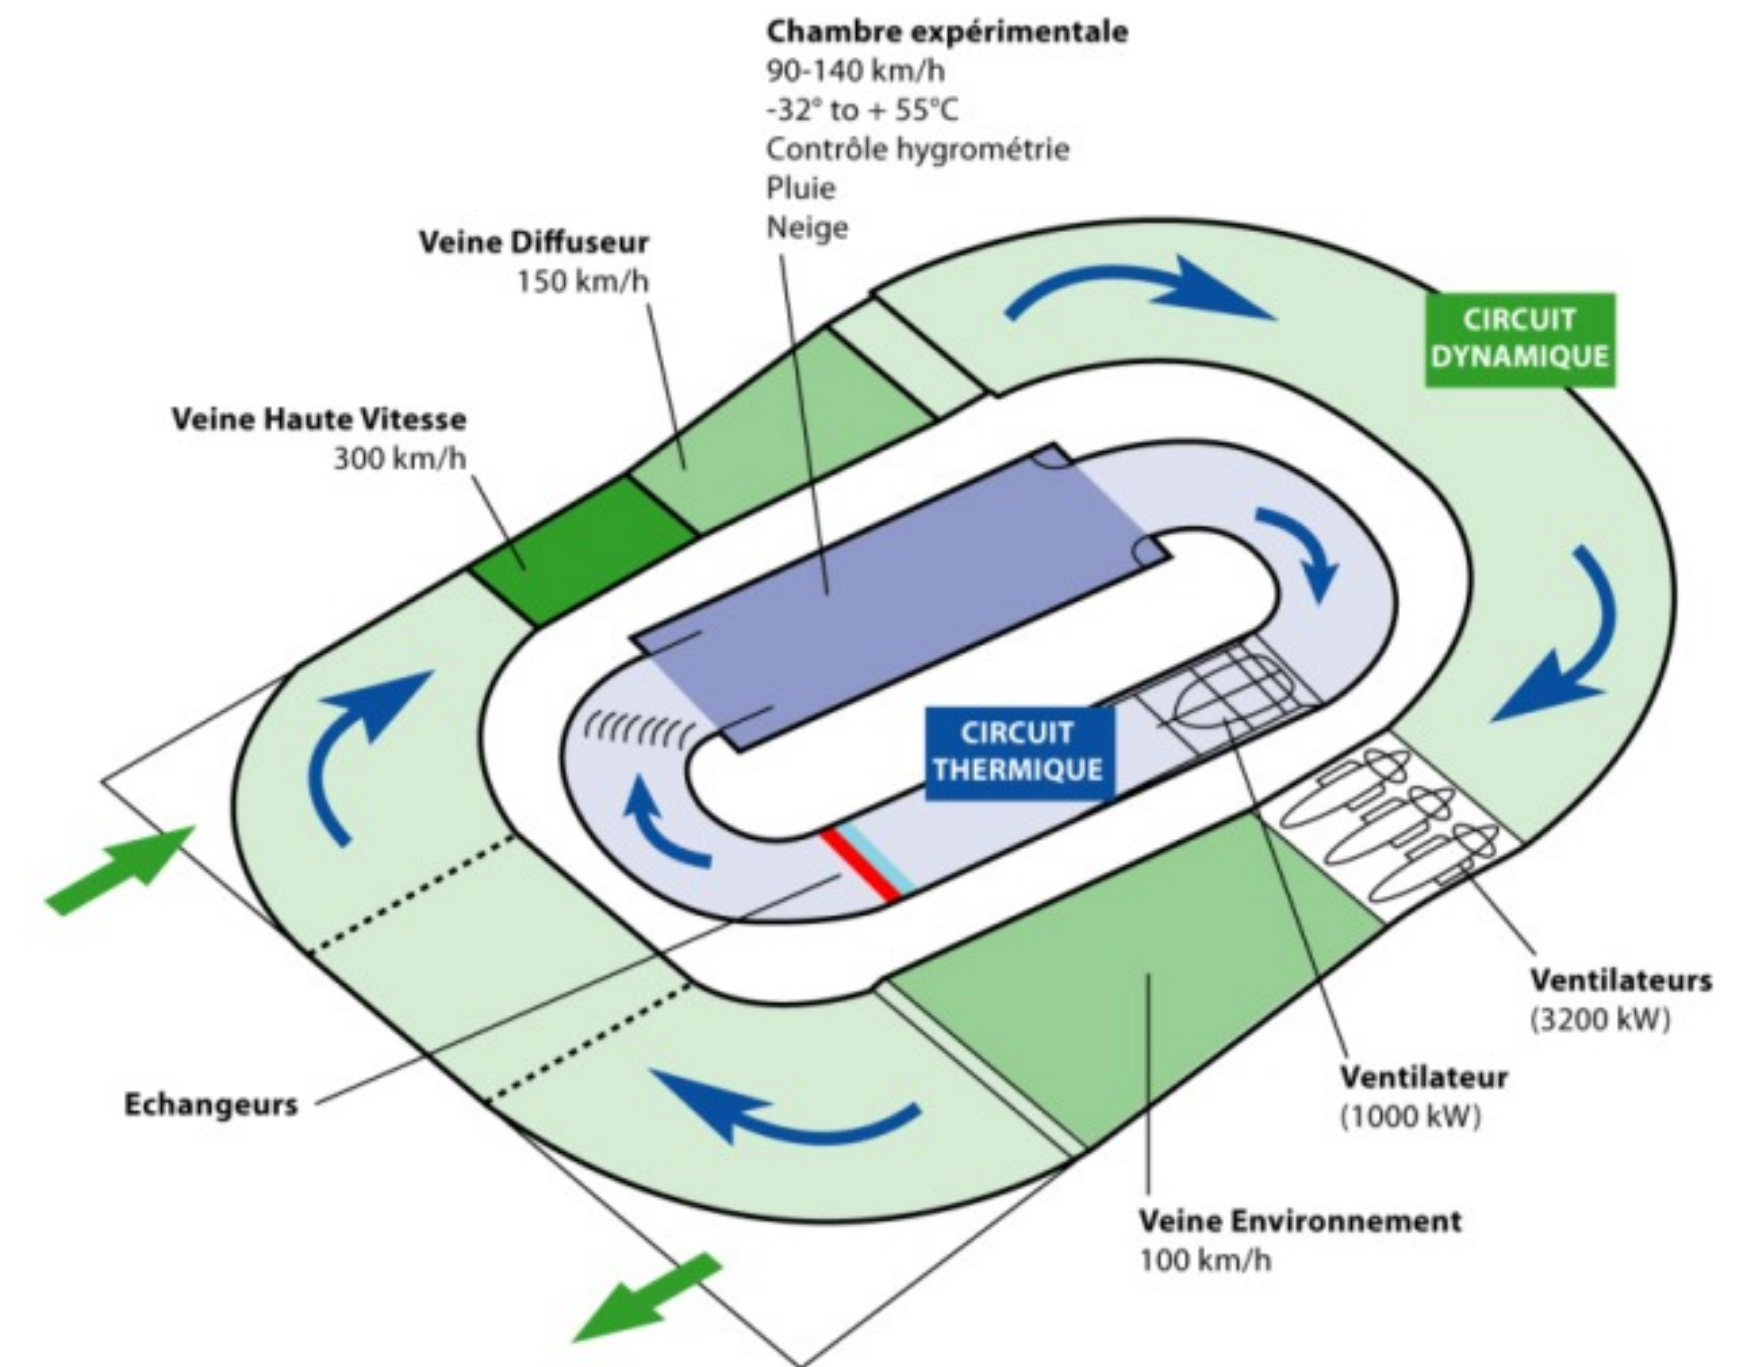 Chambre expérimentale
90-140 km/h
-32° to + 55°C
Contrôle hygrométrie
Pluie
Neige
Veine Diffuseur
150 km/h
CIRCUIT
DYNAMIQUE
Veine Haute Vitesse
300 km/h
CIRCUIT
THERMIQUE
Ventilateurs
(3200 kW)
Ventilateur
(1000 kW)
Echangeurs
Veine Environnement
100 km/h